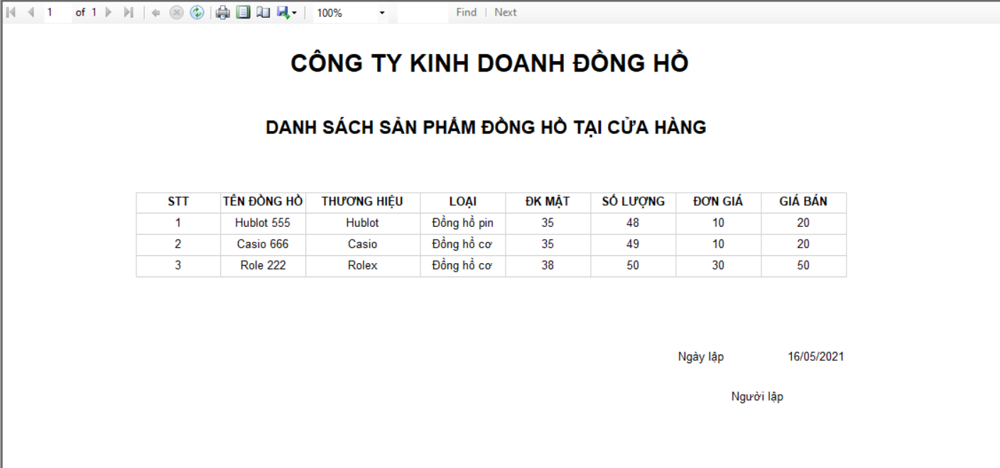 1 of 1 100% Find | Next
CÔNG TY KINH DOANH ĐỒNG HỒ
DANH SÁCH SẢN PHẨM ĐỒNG HỒ TẠI CỬA HÀNG
STT TÊN ĐỒNG HỒ THƯƠNG HIỆU LOẠI ĐK MẶT SỐ LƯỢNG ĐƠN GIÁ GIÁ BÁN
1 Hublot 555 Hublot Đồng hồ pin 35 48 10 20
2 Casio 666 Casio Đồng hồ cơ 35 49 10 20
3 Role 222 Rolex Đồng hồ cơ 38 50 30 50
Ngày lập 16/05/2021
Người lập